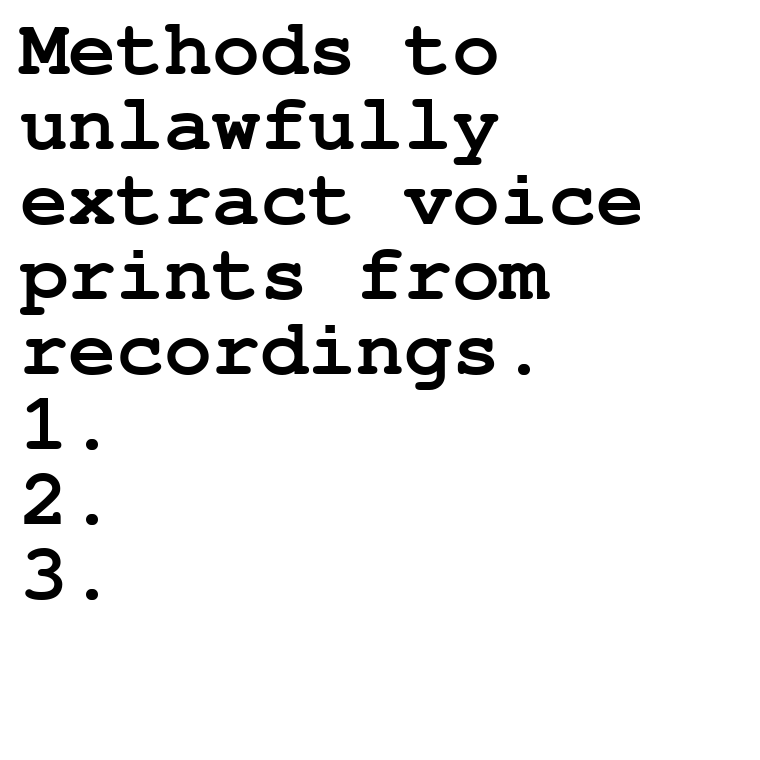 Methods to
unlawfully
extract voice
prints from
recordings.
1.
2.
3.